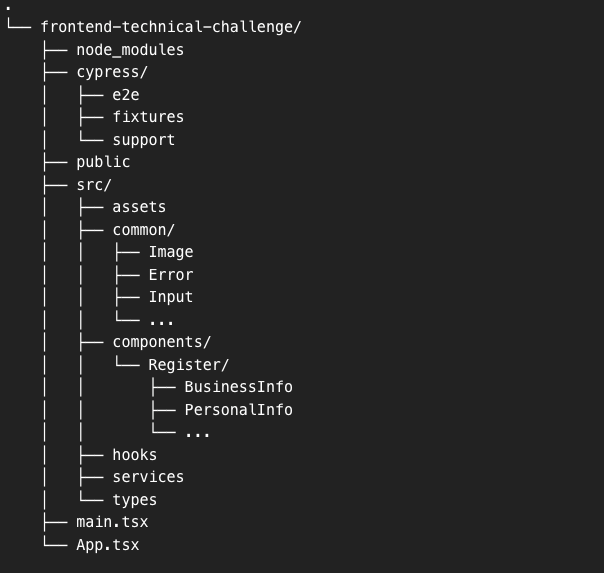 .
└── frontend-technical-challenge/
    ├── node_modules
    ├── cypress/
    │   ├── e2e
    │   ├── fixtures
    │   └── support
    ├── public
    ├── src/
    │   ├── assets
    │   ├── common/
    │   │   ├── Image
    │   │   ├── Error
    │   │   ├── Input
    │   │   └── ...
    │   ├── components/
    │   │   └── Register/
    │   │       ├── BusinessInfo
    │   │       ├── PersonalInfo
    │   │       └── ...
    │   ├── hooks
    │   ├── services
    │   └── types
    ├── main.tsx
    └── App.tsx